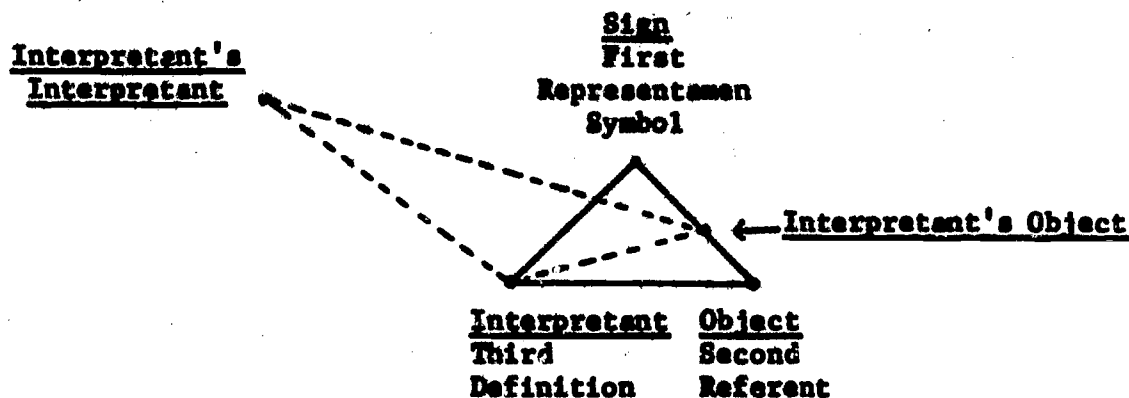 Sign
First
Representamen
Symbol
Interpretant's
Interpretant
Interpretant's Object
Interpretant
Third
Definition
Object
Second
Referent